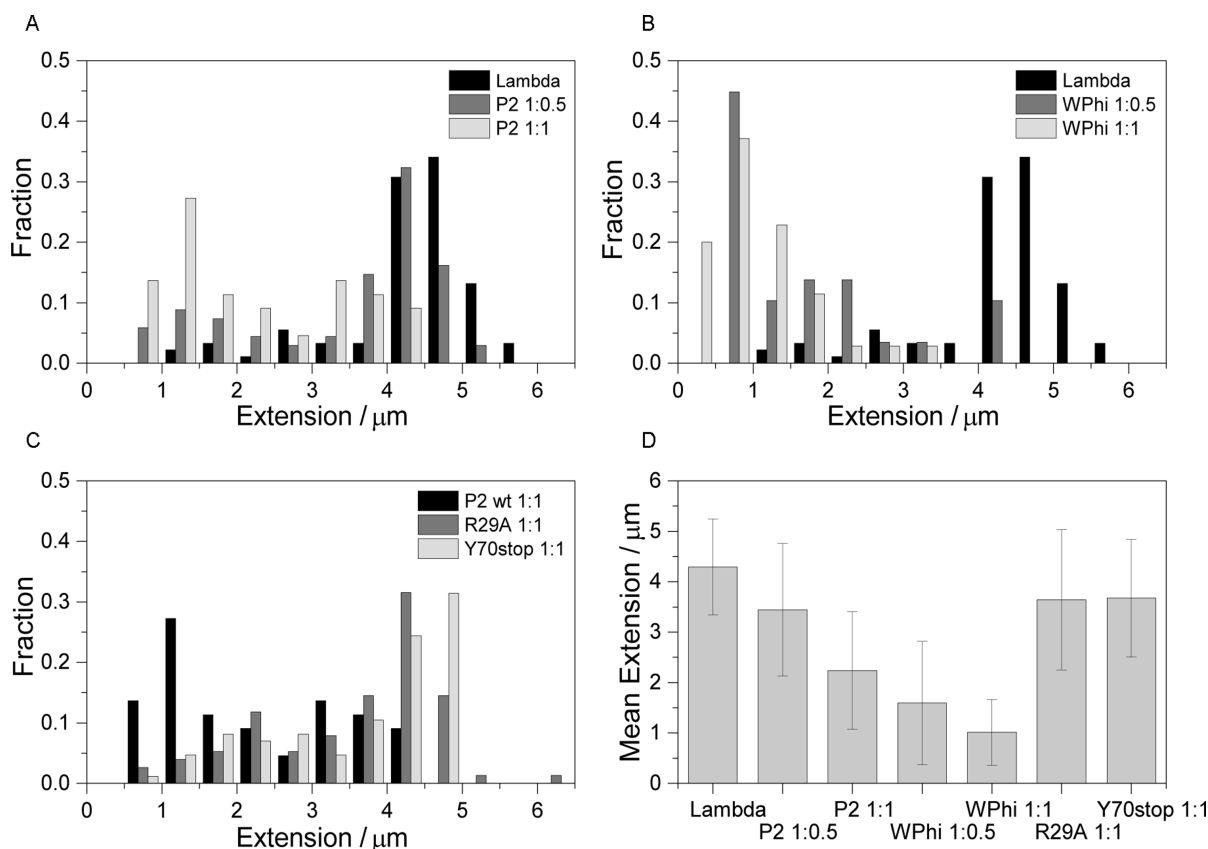 A
0.5
0.4
0.3
0.2
0.1
0.0
Fraction
Lambda
P2 1:0.5
P2 1:1
0 1 2 3 4 5 6
Extension / μm
B
0.5
0.4
0.3
0.2
0.1
0.0
Fraction
Lambda
WPhi 1:0.5
WPhi 1:1
0 1 2 3 4 5 6
Extension / μm
C
0.5
0.4
0.3
0.2
0.1
0.0
Fraction
P2 wt 1:1
R29A 1:1
Y70stop 1:1
0 1 2 3 4 5 6
Extension / μm
D
6
5
4
3
2
1
0
Mean Extension / μm
Lambda P2 1:1 WPhi 1:1 Y70stop 1:1
P2 1:0.5 WPhi 1:0.5 R29A 1:1